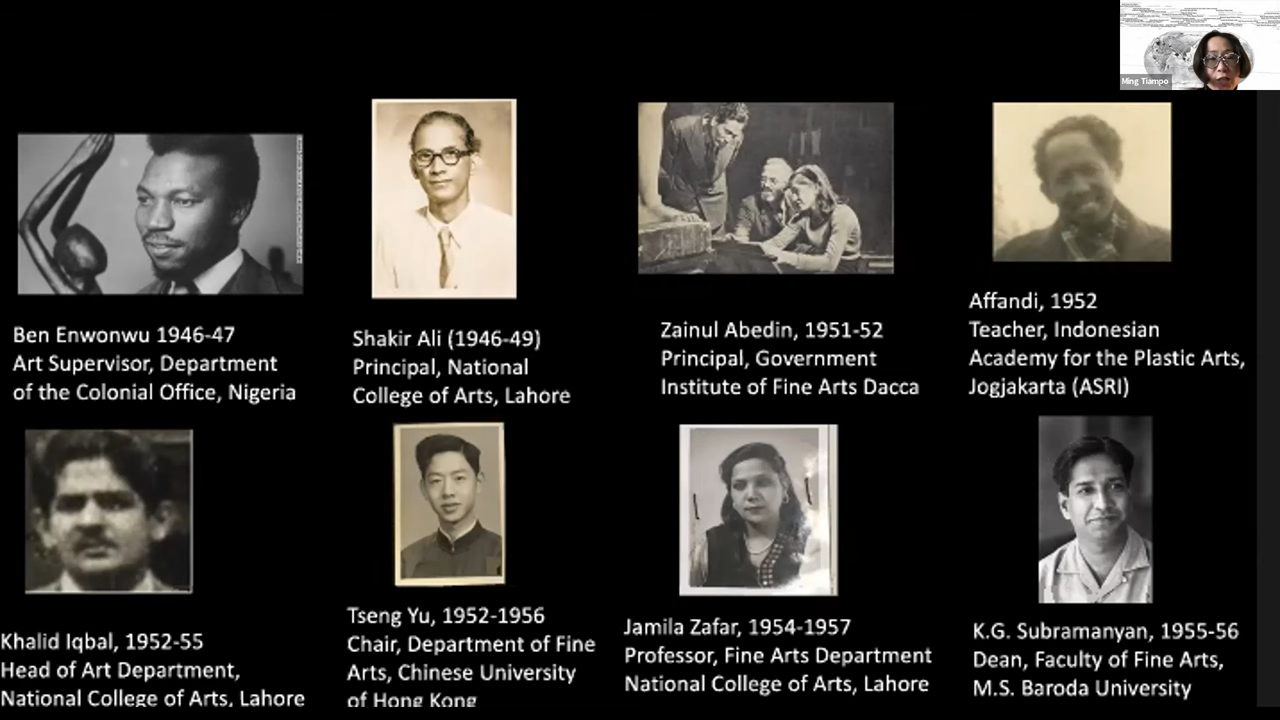 Ming Tiampo
Ben Enwonwu 1946-47
Art Supervisor, Department
of the Colonial Office, Nigeria
Shakir Ali (1946-49)
Principal, National
College of Arts, Lahore
Zainul Abedin, 1951-52
Principal, Government
Institute of Fine Arts Dacca
Affandi, 1952
Teacher, Indonesian
Academy for the Plastic Arts,
Jogjakarta (ASRI)
Khalid Iqbal, 1952-55
Head of Art Department,
National College of Arts, Lahore
Tseng Yu, 1952-1956
Chair, Department of Fine
Arts, Chinese University
of Hong Kong
Jamila Zafar, 1954-1957
Professor, Fine Arts Department
National College of Arts, Lahore
K.G. Subramanyan, 1955-56
Dean, Faculty of Fine Arts,
M.S. Baroda University